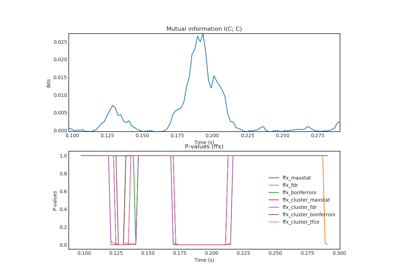 Mutual information I(C; C)
0.025
0.020
0.015
0.010
0.005
0.000
Bits
0.100 0.125 0.150 0.175 0.200 0.225 0.250 0.275
Time (s)
P-values (ffx)
1.0
0.8
0.6
0.4
0.2
0.0
P-values
ffx_maxstat
ffx_fdr
ffx_bonferroni
ffx_cluster_maxstat
ffx_cluster_fdr
ffx_cluster_bonferroni
ffx_cluster_tfce
0.100 0.125 0.150 0.175 0.200 0.225 0.250 0.275 0.300
Time (s)